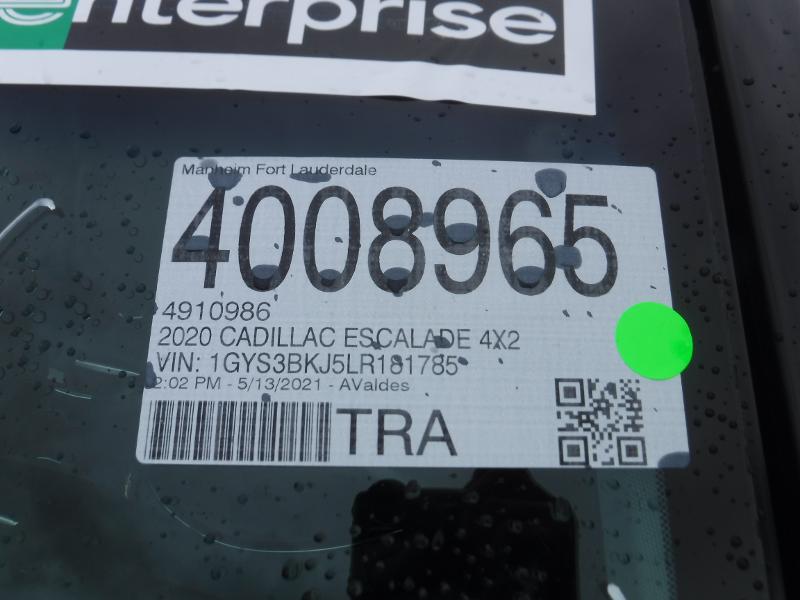 enterprise
Manheim Fort Lauderdale
4008965
4910986
2020 CADILLAC ESCALADE 4X2
VIN: 1GYS3BKJ5LR181785
2:02 PM - 5/13/2021 - AValdes
TRA